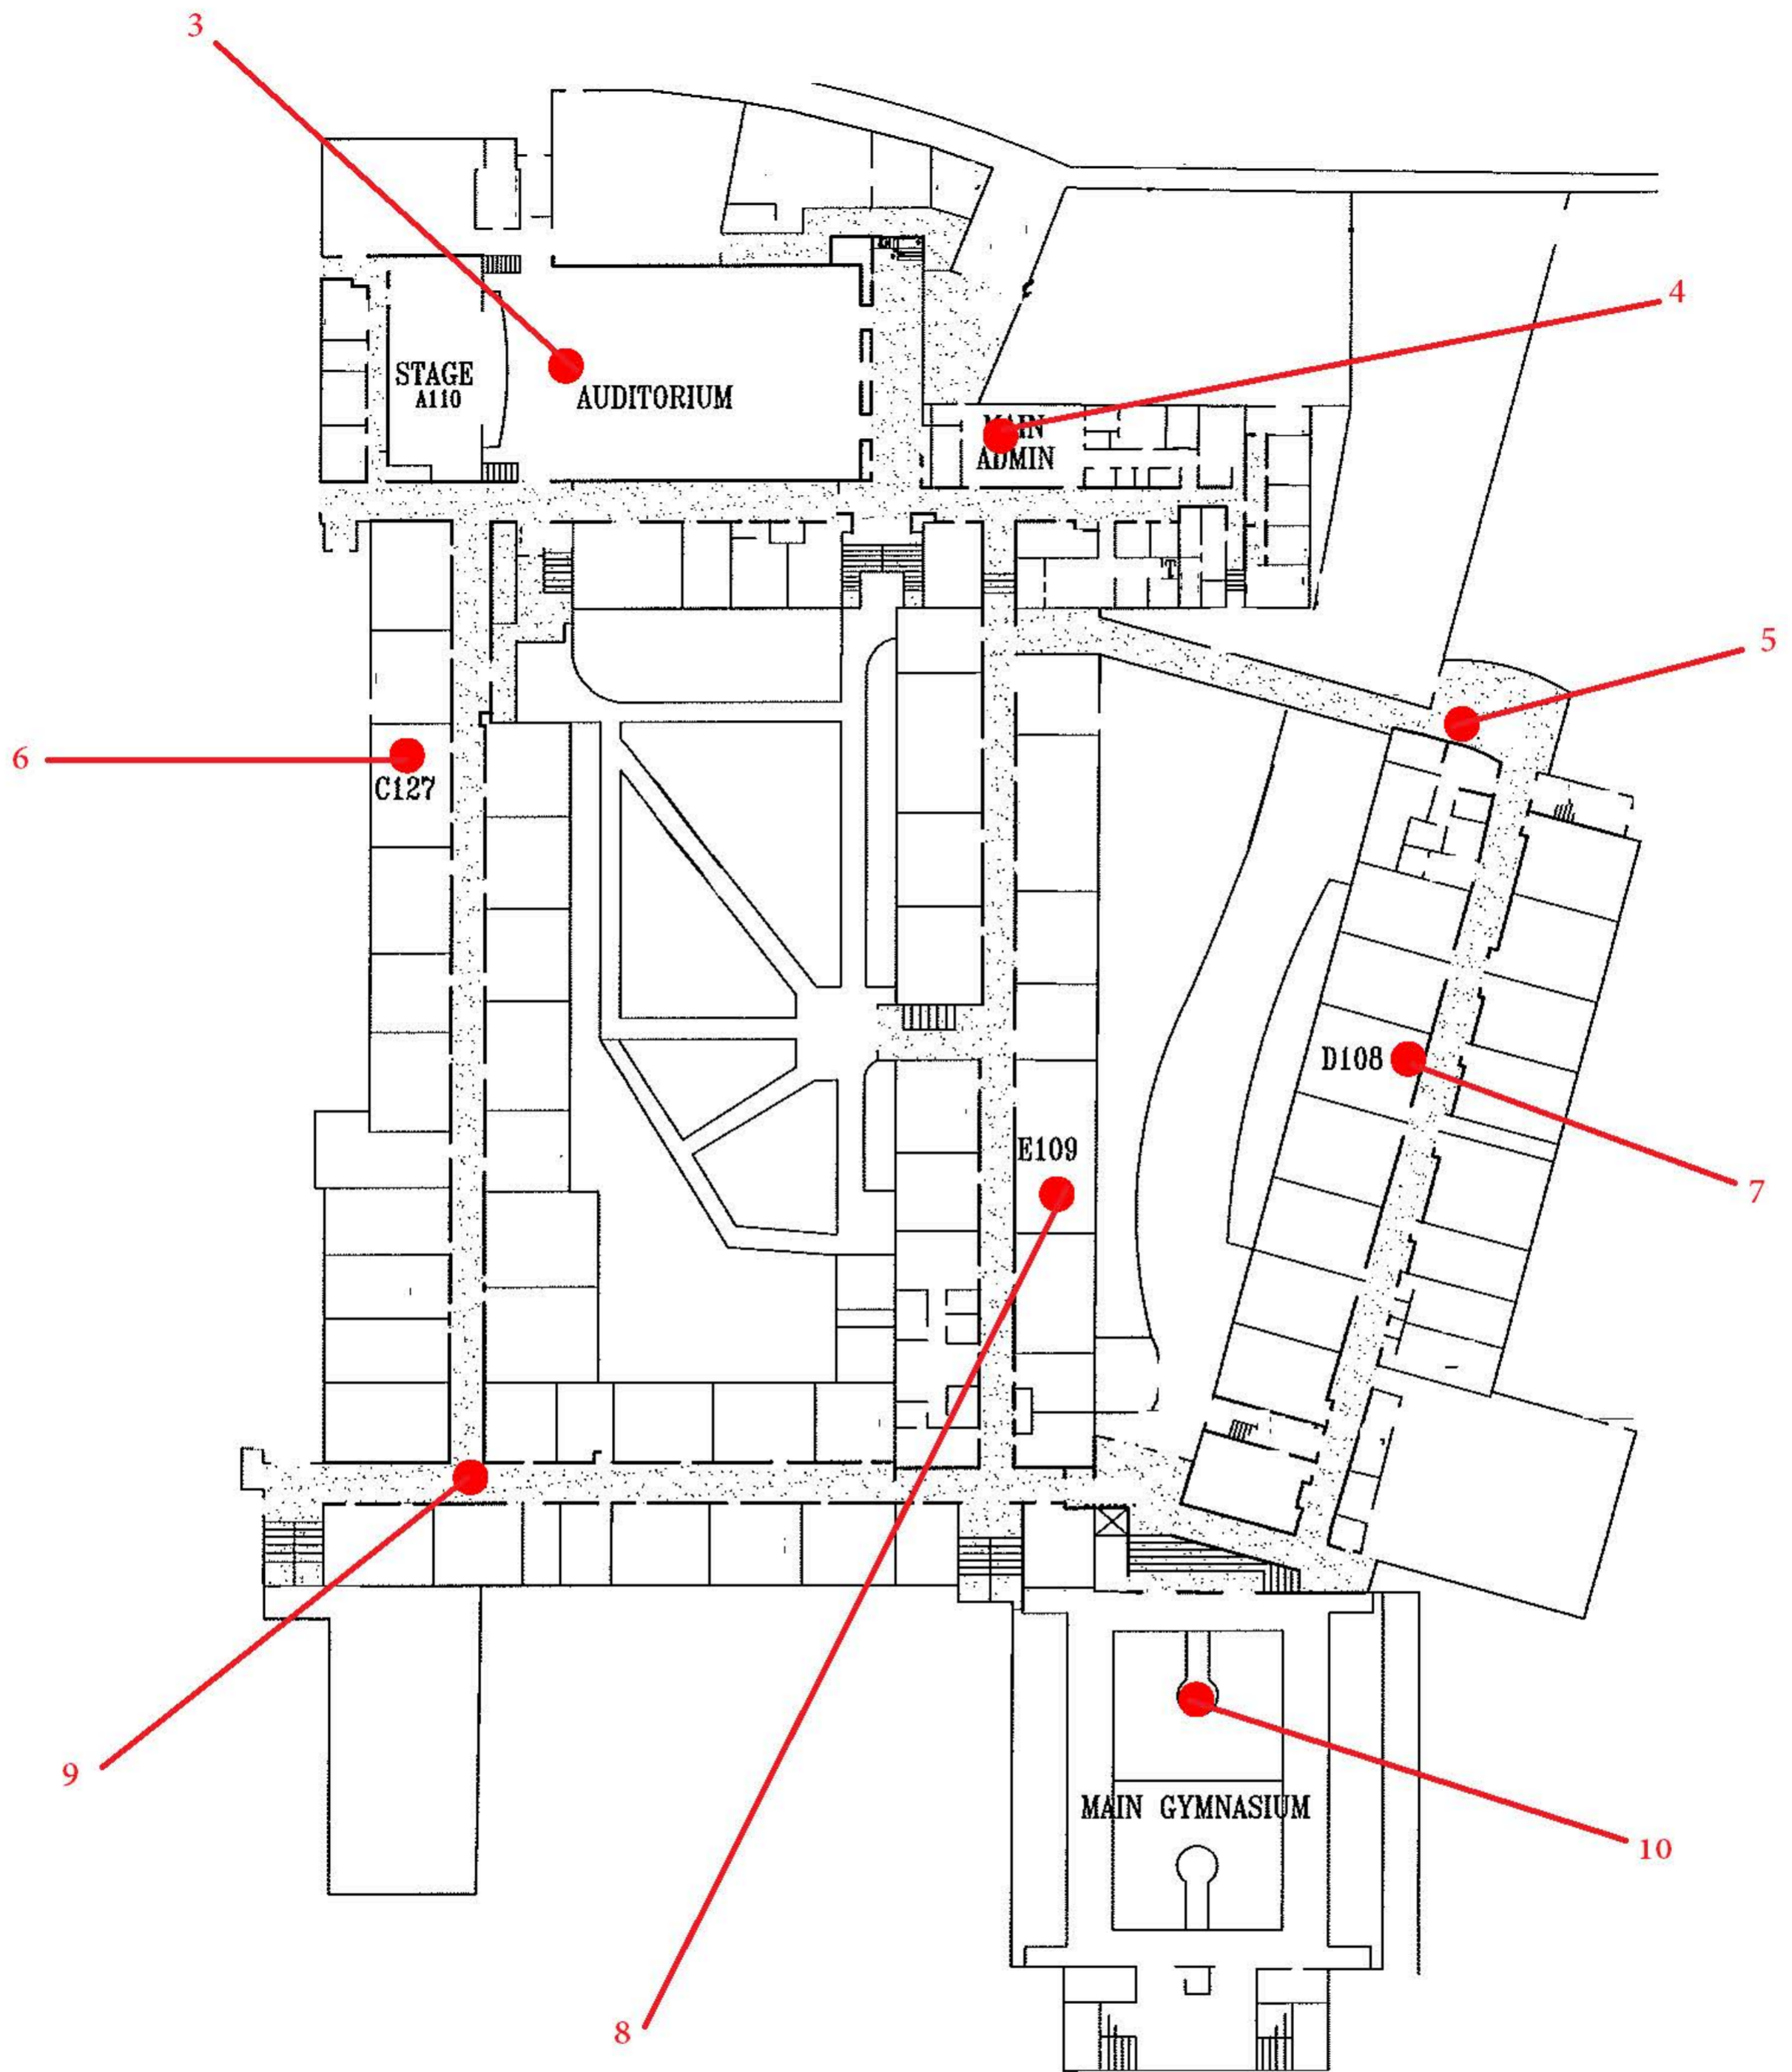 3
4
STAGE
A110
AUDITORIUM
MAIN
ADMIN
T
5
6
C127
D108
E109
7
9
MAIN GYMNASIUM
10
8